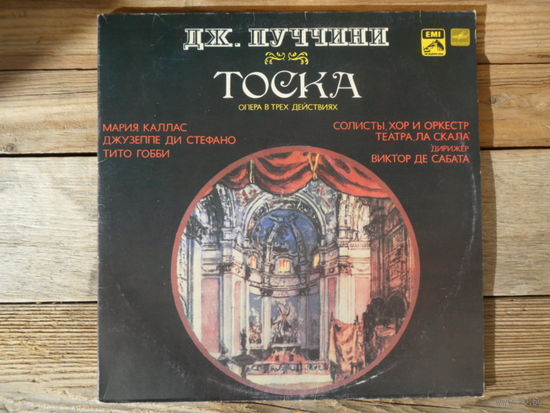 ДЖ. ПУЧЧИНИ
EMI
ТОСКА
ОПЕРА В ТРЕХ ДЕЙСТВИЯХ
МАРИЯ КАЛЛАС
ДЖУЗЕППЕ ДИ СТЕФАНО
ТИТО ГОББИ
СОЛИСТЫ, ХОР И ОРКЕСТР
ТЕАТРА „ЛА СКАЛА"
ДИРИЖЕР
ВИКТОР ДЕ САБАТА